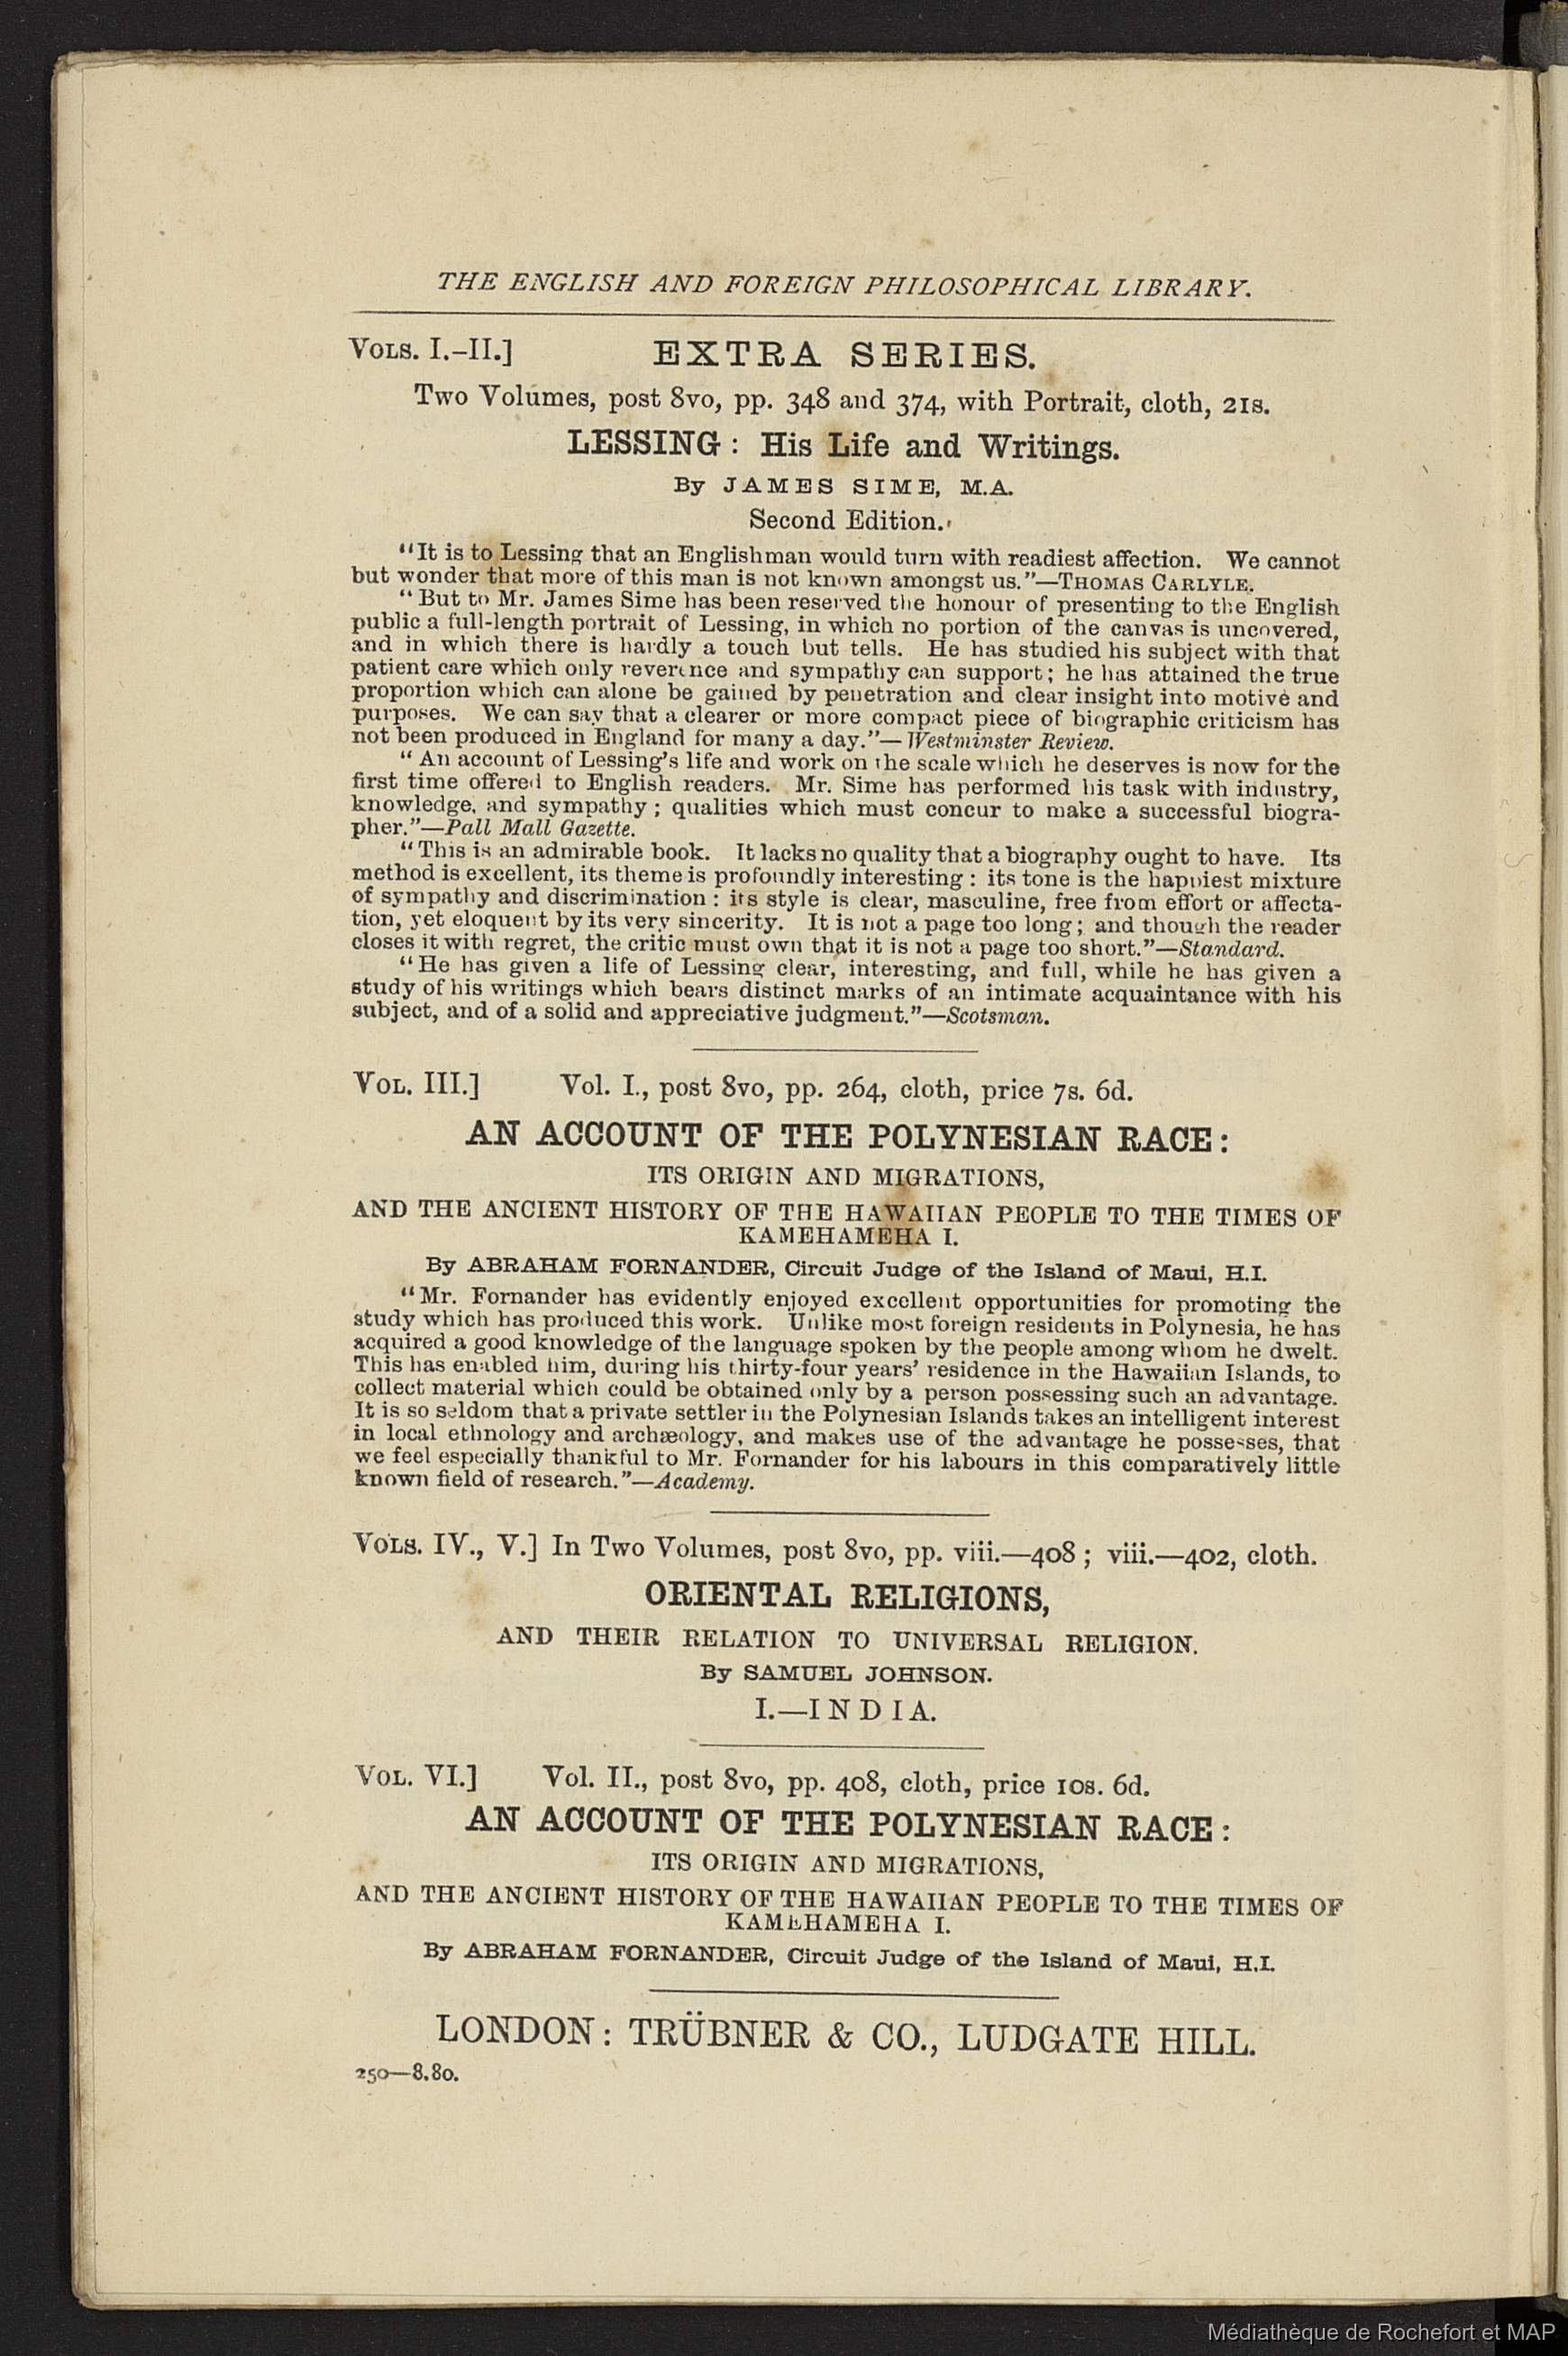 THE ENGLISH AND FOREIGN PHILOSOPHICAL LIBRARY.
VOLS. I.-II.] EXTRA SERIES.
Two Volumes, post 8vo, pp. 348 and 374, with Portrait, cloth, 21s.
LESSING : His Life and Writings.
By JAMES SIME, M.A.
Second Edition.
"It is to Lessing that an Englishman would turn with readiest affection. We cannot
but wonder that more of this man is not known amongst us."—THOMAS CARLYLE.
"But to Mr. James Sime has been reserved the honour of presenting to the English
public a full-length portrait of Lessing, in which no portion of the canvas is uncovered,
and in which there is hardly a touch but tells. He has studied his subject with that
patient care which only reverence and sympathy can support; he has attained the true
proportion which can alone be gained by penetration and clear insight into motive and
purposes. We can say that a clearer or more compact piece of biographic criticism has
not been produced in England for many a day."—Westminster Review.
"An account of Lessing's life and work on the scale which he deserves is now for the
first time offered to English readers. Mr. Sime has performed his task with industry,
knowledge, and sympathy ; qualities which must concur to make a successful biogra-
pher."—Pall Mall Gazette.
"This is an admirable book. It lacks no quality that a biography ought to have. Its
method is excellent, its theme is profoundly interesting : its tone is the happiest mixture
of sympathy and discrimination : its style is clear, masculine, free from effort or affecta-
tion, yet eloquent by its very sincerity. It is not a page too long ; and though the reader
closes it with regret, the critic must own that it is not a page too short."—Standard.
"He has given a life of Lessing clear, interesting, and full, while he has given a
study of his writings which bears distinct marks of an intimate acquaintance with his
subject, and of a solid and appreciative judgment."—Scotsman.
VOL. III.] Vol. I., post 8vo, pp. 264, cloth, price 7s. 6d.
AN ACCOUNT OF THE POLYNESIAN RACE :
ITS ORIGIN AND MIGRATIONS,
AND THE ANCIENT HISTORY OF THE HAWAIIAN PEOPLE TO THE TIMES OF
KAMEHAMEHA I.
By ABRAHAM FORNANDER, Circuit Judge of the Island of Maui, H.I.
"Mr. Fornander has evidently enjoyed excellent opportunities for promoting the
study which has produced this work. Unlike most foreign residents in Polynesia, he has
acquired a good knowledge of the language spoken by the people among whom he dwelt.
This has enabled him, during his thirty-four years' residence in the Hawaiian Islands, to
collect material which could be obtained only by a person possessing such an advantage.
It is so seldom that a private settler in the Polynesian Islands takes an intelligent interest
in local ethnology and archæology, and makes use of the advantage he possesses, that
we feel especially thankful to Mr. Fornander for his labours in this comparatively little
known field of research."—Academy.
VOLS. IV., V.] In Two Volumes, post 8vo, pp. viii.—408 ; viii.—402, cloth.
ORIENTAL RELIGIONS,
AND THEIR RELATION TO UNIVERSAL RELIGION.
By SAMUEL JOHNSON.
I.—INDIA.
VOL. VI.] Vol. II., post 8vo, pp. 408, cloth, price 10s. 6d.
AN ACCOUNT OF THE POLYNESIAN RACE :
ITS ORIGIN AND MIGRATIONS,
AND THE ANCIENT HISTORY OF THE HAWAIIAN PEOPLE TO THE TIMES OF
KAMEHAMEHA I.
By ABRAHAM FORNANDER, Circuit Judge of the Island of Maui, H.I.
LONDON : TRÜBNER & CO., LUDGATE HILL.
250—8.80.
Médiathèque de Rochefort et MAP